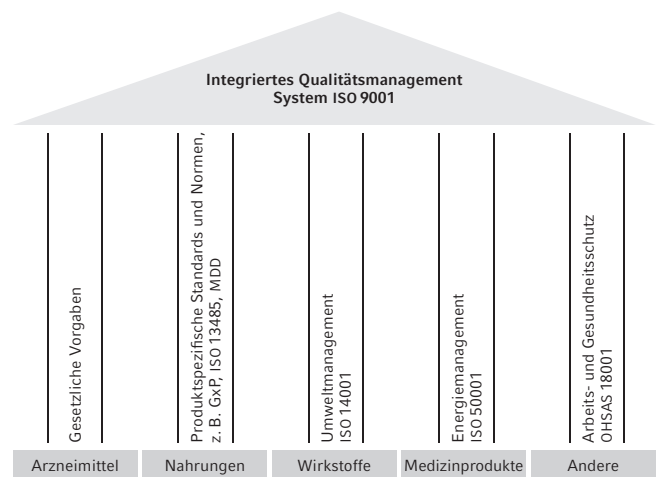 Integriertes Qualitätsmanagement
System ISO 9001
Gesetzliche Vorgaben
Produktspezifische Standards und Normen,
z. B. GxP, ISO 13485, MDD
Umweltmanagement
ISO 14001
Energiemanagement
ISO 50001
Arbeits- und Gesundheitsschutz
OHSAS 18001
Arzneimittel
Nahrungen
Wirkstoffe
Medizinprodukte
Andere